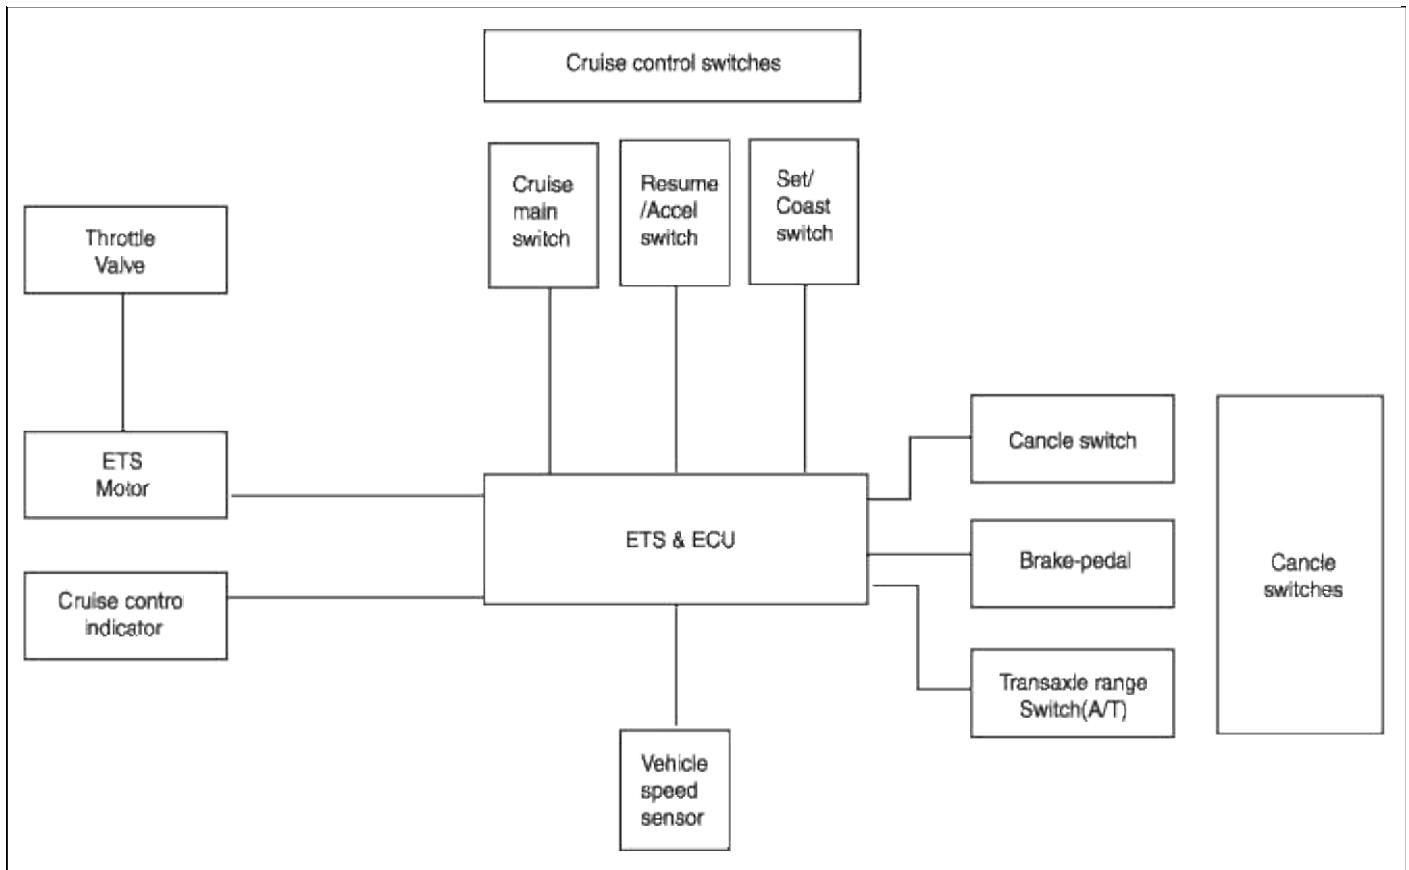 Cruise control switches
Cruise
main
switch
Resume
/Accel
switch
Set/
Coast
switch
Throttle
Valve
ETS
Motor
Cruise control
indicator
ETS & ECU
Cancle switch
Brake-pedal
Transaxle range
Switch(A/T)
Cancle
switches
Vehicle
speed
sensor